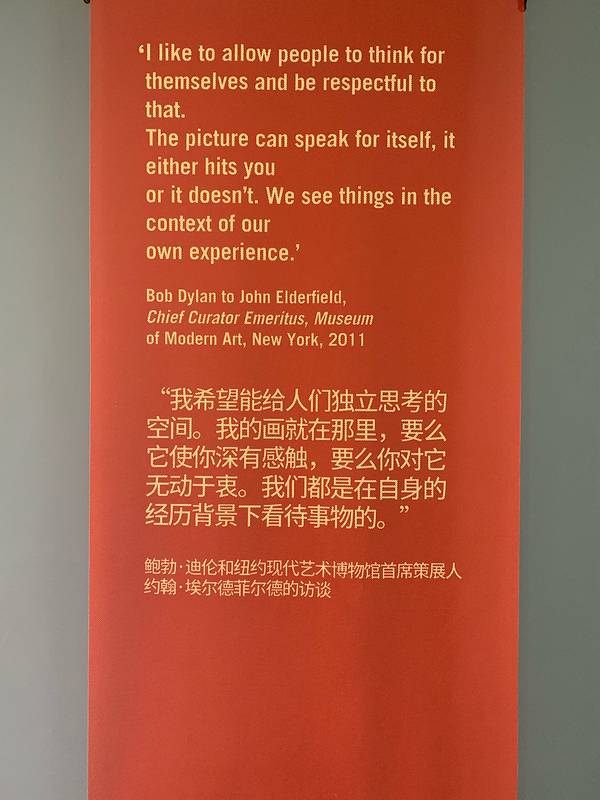 ‘I like to allow people to think for
themselves and be respectful to
that.
The picture can speak for itself, it
either hits you
or it doesn’t. We see things in the
context of our
own experience.’
Bob Dylan to John Elderfield,
Chief Curator Emeritus, Museum
of Modern Art, New York, 2011
“我希望能给人们独立思考的
空间。我的画就在那里，要么
它使你深有感触，要么你对它
无动于衷。我们都是在自身的
经历背景下看待事物的。”
鲍勃·迪伦和纽约现代艺术博物馆首席策展人
约翰·埃尔德菲尔德的访谈